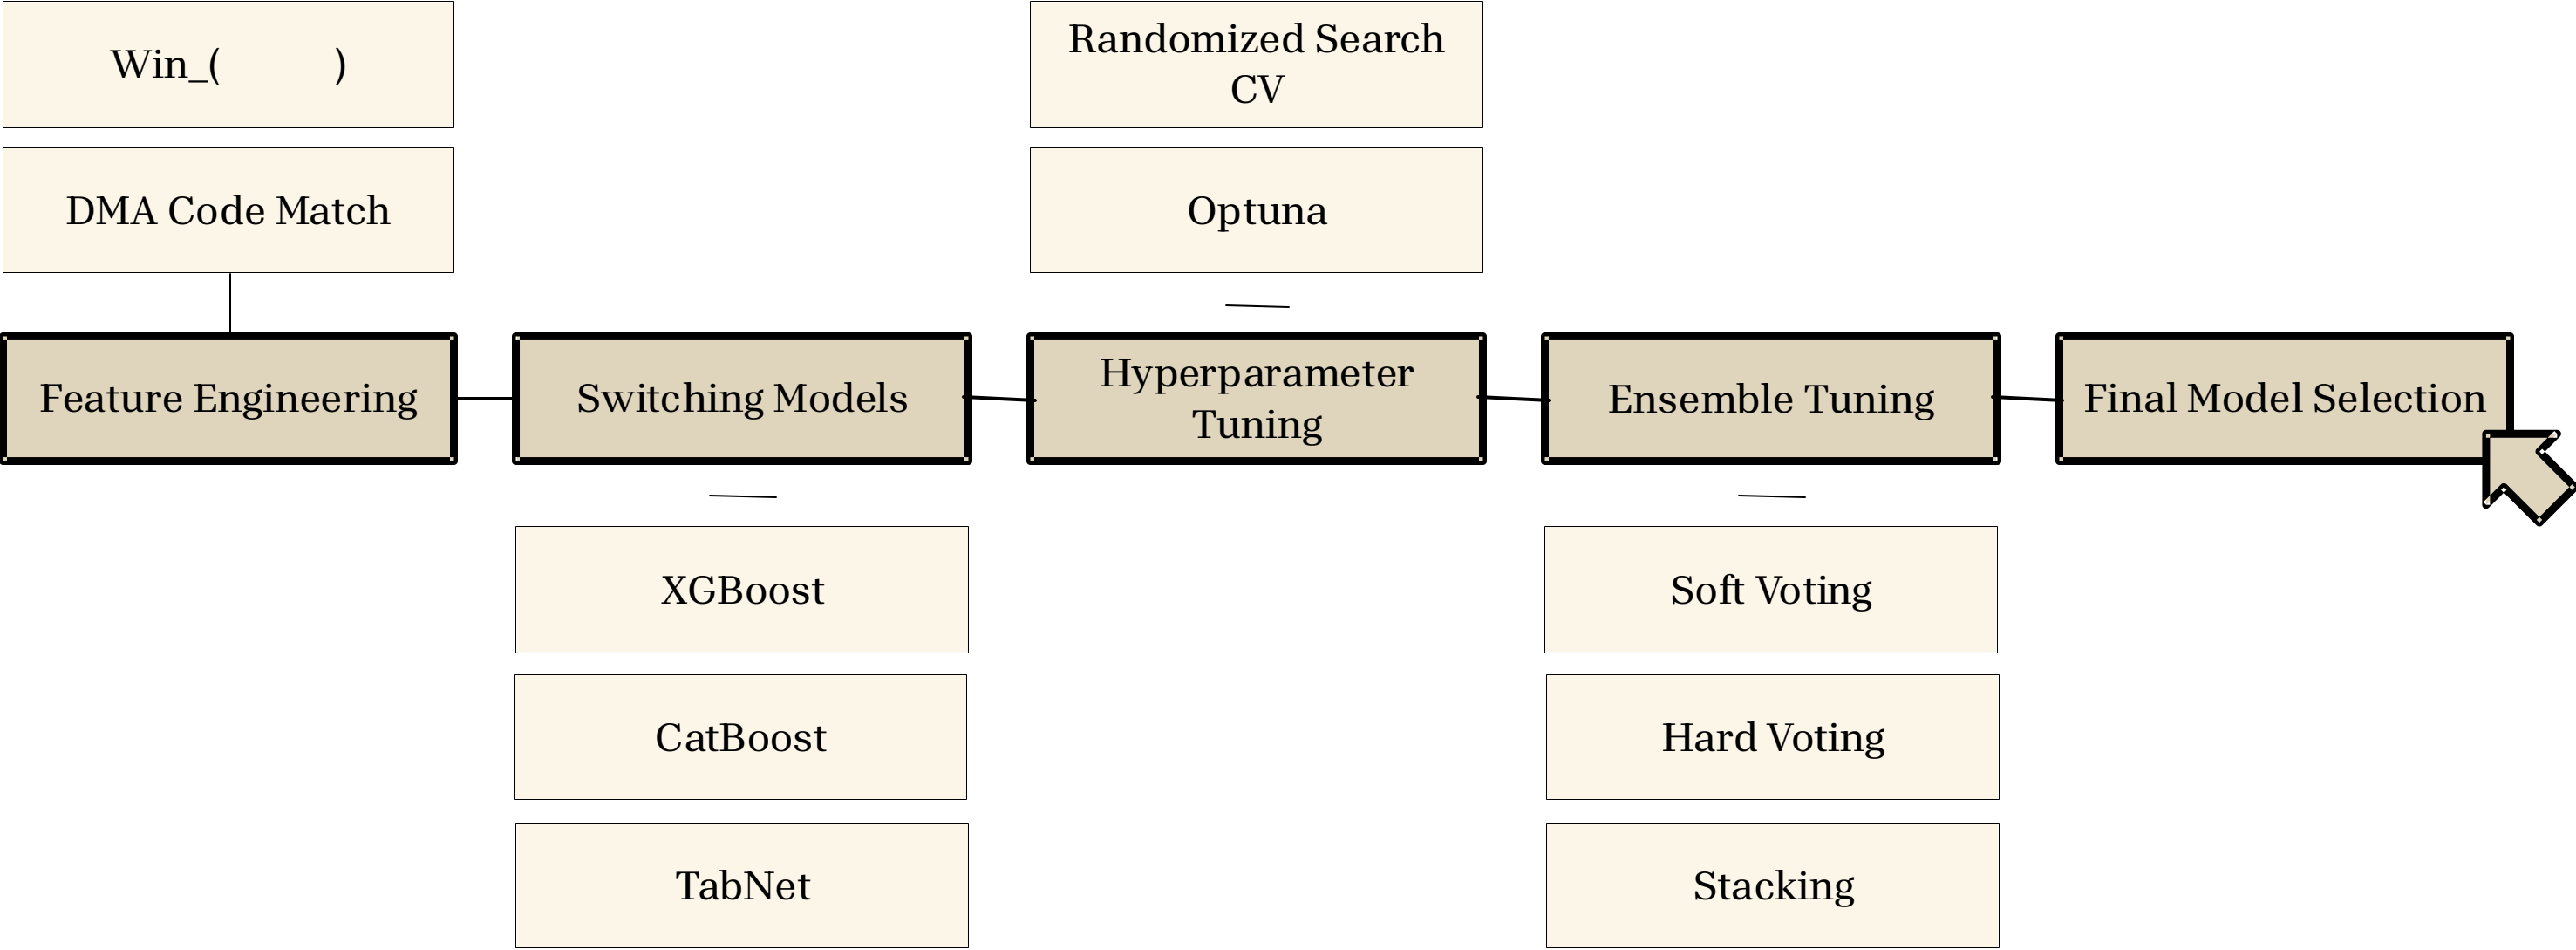 Win_(          )
DMA Code Match
Randomized Search
CV
Optuna
Feature Engineering
Switching Models
Hyperparameter
Tuning
Ensemble Tuning
Final Model Selection
XGBoost
CatBoost
TabNet
Soft Voting
Hard Voting
Stacking